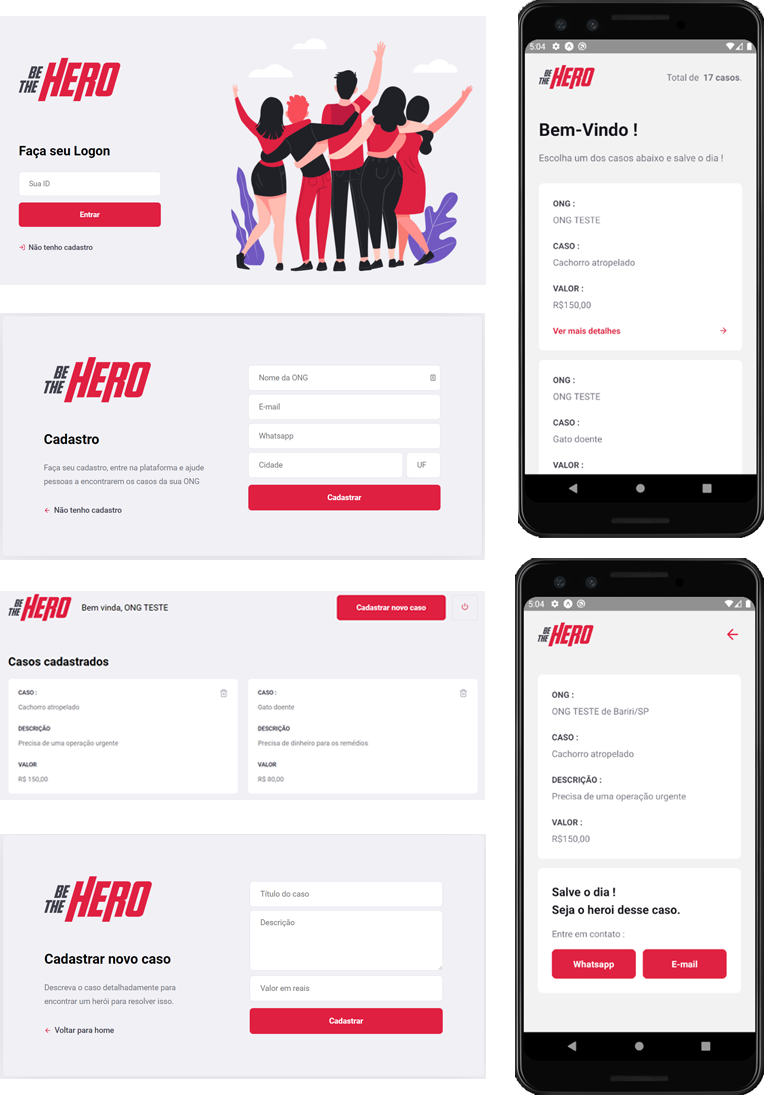 BE
THE HERO
Faça seu Logon
Sua ID
Entrar
Não tenho cadastro
BE
THE HERO
Cadastro
Faça seu cadastro, entre na plataforma e ajude
pessoas a encontrarem os casos da sua ONG
Não tenho cadastro
Nome da ONG
E-mail
Whatsapp
Cidade UF
Cadastrar
BE
THE HERO
Bem vinda, ONG TESTE
Cadastrar novo caso
Casos cadastrados
CASO :
Cachorro atropelado
DESCRIÇÃO
Precisa de uma operação urgente
VALOR
R$ 150,00
CASO :
Gato doente
DESCRIÇÃO
Precisa de dinheiro para os remédios
VALOR
R$ 80,00
BE
THE HERO
Cadastrar novo caso
Descreva o caso detalhadamente para
encontrar um herói para resolver isso.
Voltar para home
Título do caso
Descrição
Valor em reais
Cadastrar
5:04
BE
THE HERO
Total de 17 casos.
Bem-Vindo !
Escolha um dos casos abaixo e salve o dia !
ONG :
ONG TESTE
CASO :
Cachorro atropelado
VALOR :
R$150,00
Ver mais detalhes
ONG :
ONG TESTE
CASO :
Gato doente
VALOR :
5:04
BE
THE HERO
ONG :
ONG TESTE de Bariri/SP
CASO :
Cachorro atropelado
DESCRIÇÃO :
Precisa de uma operação urgente
VALOR :
R$150,00
Salve o dia !
Seja o heroi desse caso.
Entre em contato :
Whatsapp E-mail